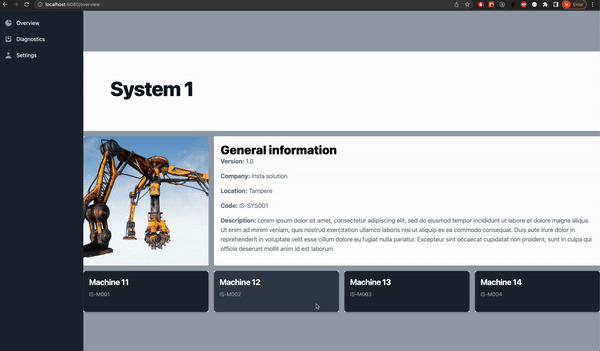 localhost:8080/overview
Error
Overview
Diagnostics
Settings
System 1
General information
Version: 1.0
Company: Insta solution
Location: Tampere
Code: IS-SYS001
Description: Lorem ipsum dolor sit amet, consectetur adipiscing elit, sed do eiusmod tempor incididunt ut labore et dolore magna aliqua.
Ut enim ad minim veniam, quis nostrud exercitation ullamco laboris nisi ut aliquip ex ea commodo consequat. Duis aute irure dolor in
reprehenderit in voluptate velit esse cillum dolore eu fugiat nulla pariatur. Excepteur sint occaecat cupidatat non proident, sunt in culpa qui
officia deserunt mollit anim id est laborum
Machine 11
IS-M001
Machine 12
IS-M002
Machine 13
IS-M003
Machine 14
IS-M004